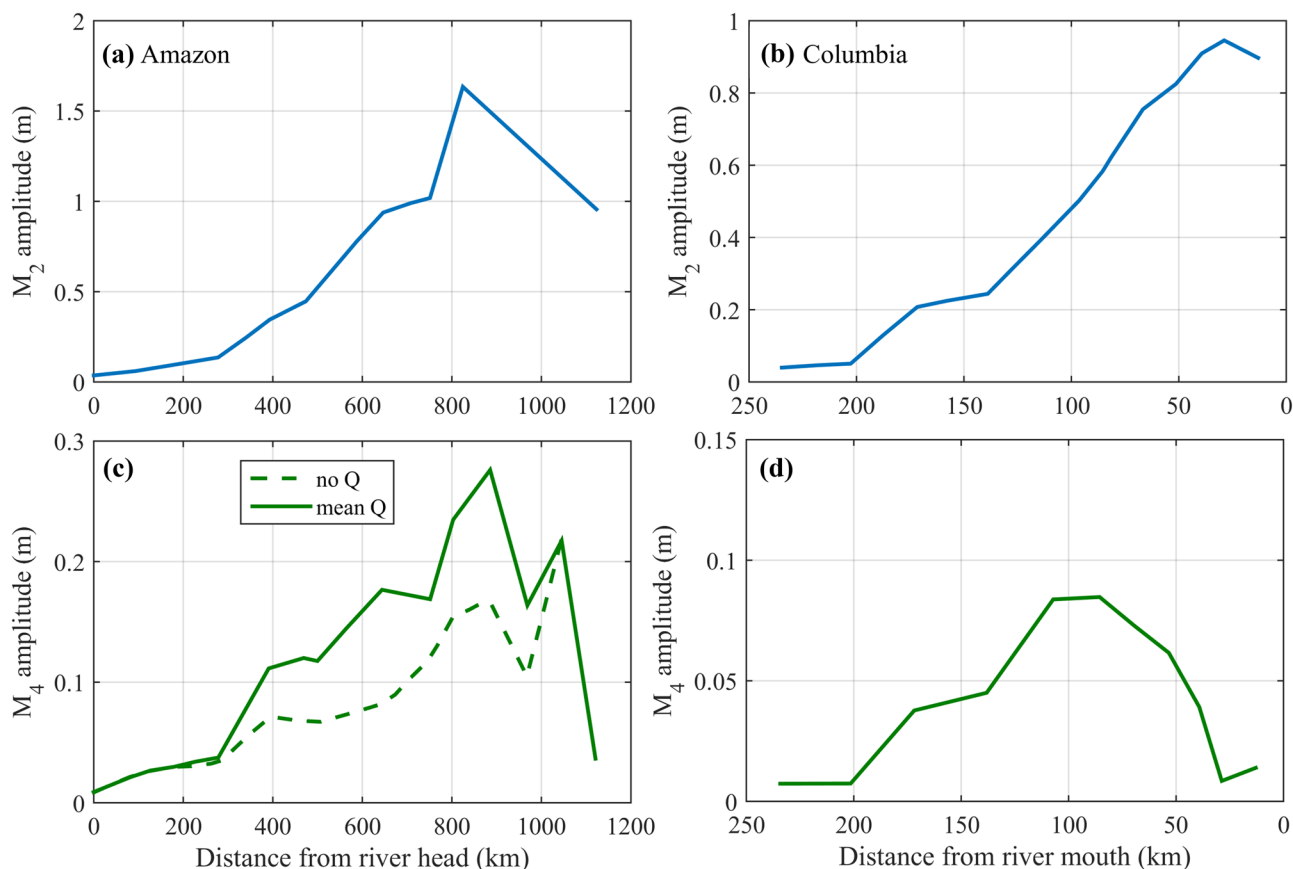 (a) Amazon
M2 amplitude (m)
2
1.5
1
0.5
0
0 200 400 600 800 1000 1200
(b) Columbia
M2 amplitude (m)
1
0.8
0.6
0.4
0.2
0
250 200 150 100 50 0
(c)
no Q
mean Q
M4 amplitude (m)
0.3
0.2
0.1
0
0 200 400 600 800 1000 1200
Distance from river head (km)
(d)
M4 amplitude (m)
0.15
0.1
0.05
0
250 200 150 100 50 0
Distance from river mouth (km)